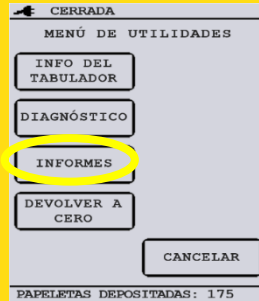 CERRADA
MENÚ DE UTILIDADES
INFO DEL
TABULADOR
DIAGNÓSTICO
INFORMES
DEVOLVER A
CERO
CANCELAR
PAPELETAS DEPOSITADAS: 175